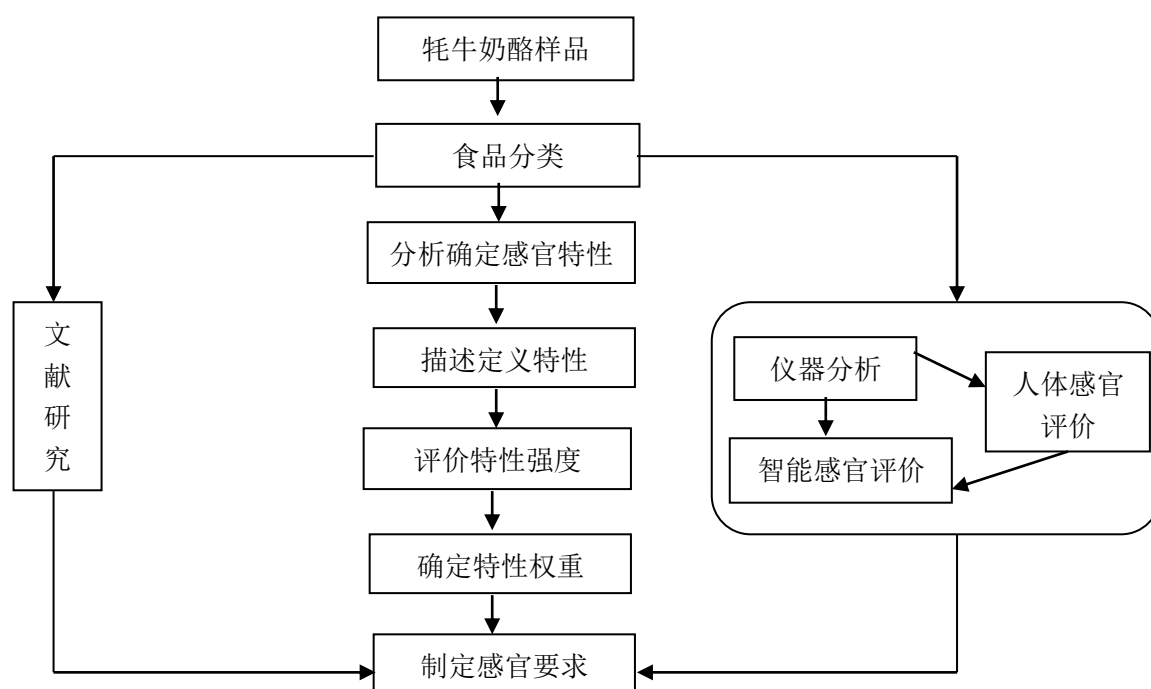 牦牛奶酪样品
食品分类
分析确定感官特性
描述定义特性
评价特性强度
确定特性权重
制定感官要求
文
献
研
究
仪器分析
人体感官
评价
智能感官评价